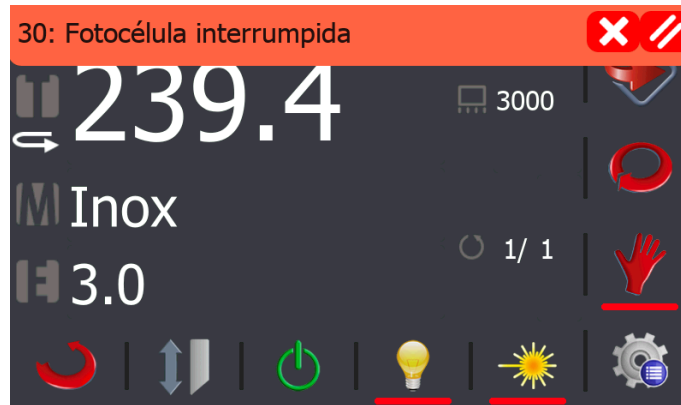 30: Fotocélula interrumpida
239.4
3000
M Inox
1/ 1
3.0